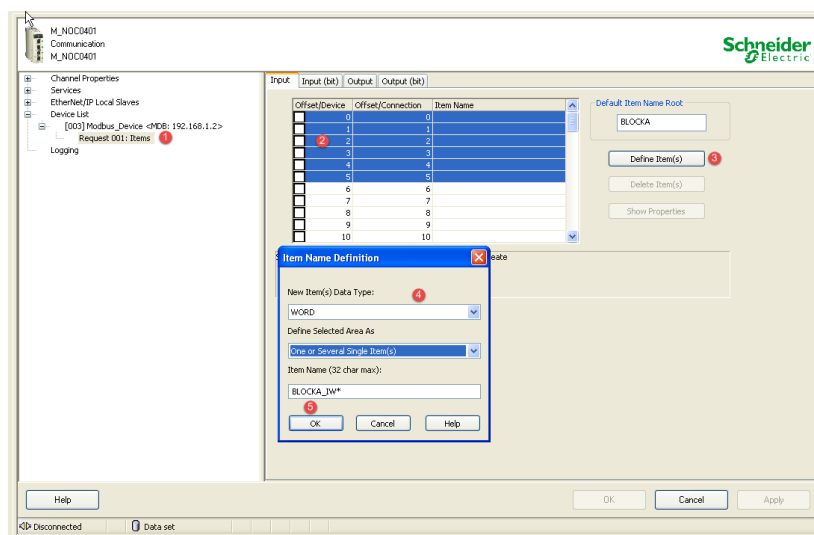 M_NOC0401
Communication
M_NOC0401
Schneider
Electric
Channel Properties
Services
EtherNet/IP Local Slaves
Device List
[003] Modbus_Device <MDB: 192.168.1.2>
Request 001: Items 1
Logging
Input Input (bit) Output Output (bit)
Offset/Device Offset/Connection Item Name
0 0
1 1
2 2 2
3 3
4 4
5 5
6 6
7 7
8 8
9 9
10 10
Default Item Name Root
BLOCKA
Define Item(s) 3
Delete Item(s)
Show Properties
eate
Item Name Definition
New Item(s) Data Type: 4
WORD
Define Selected Area As
One or Several Single Item(s)
Item Name (32 char max):
BLOCKA_IW*
5
OK Cancel Help
Help OK Cancel Apply
Disconnected Data set